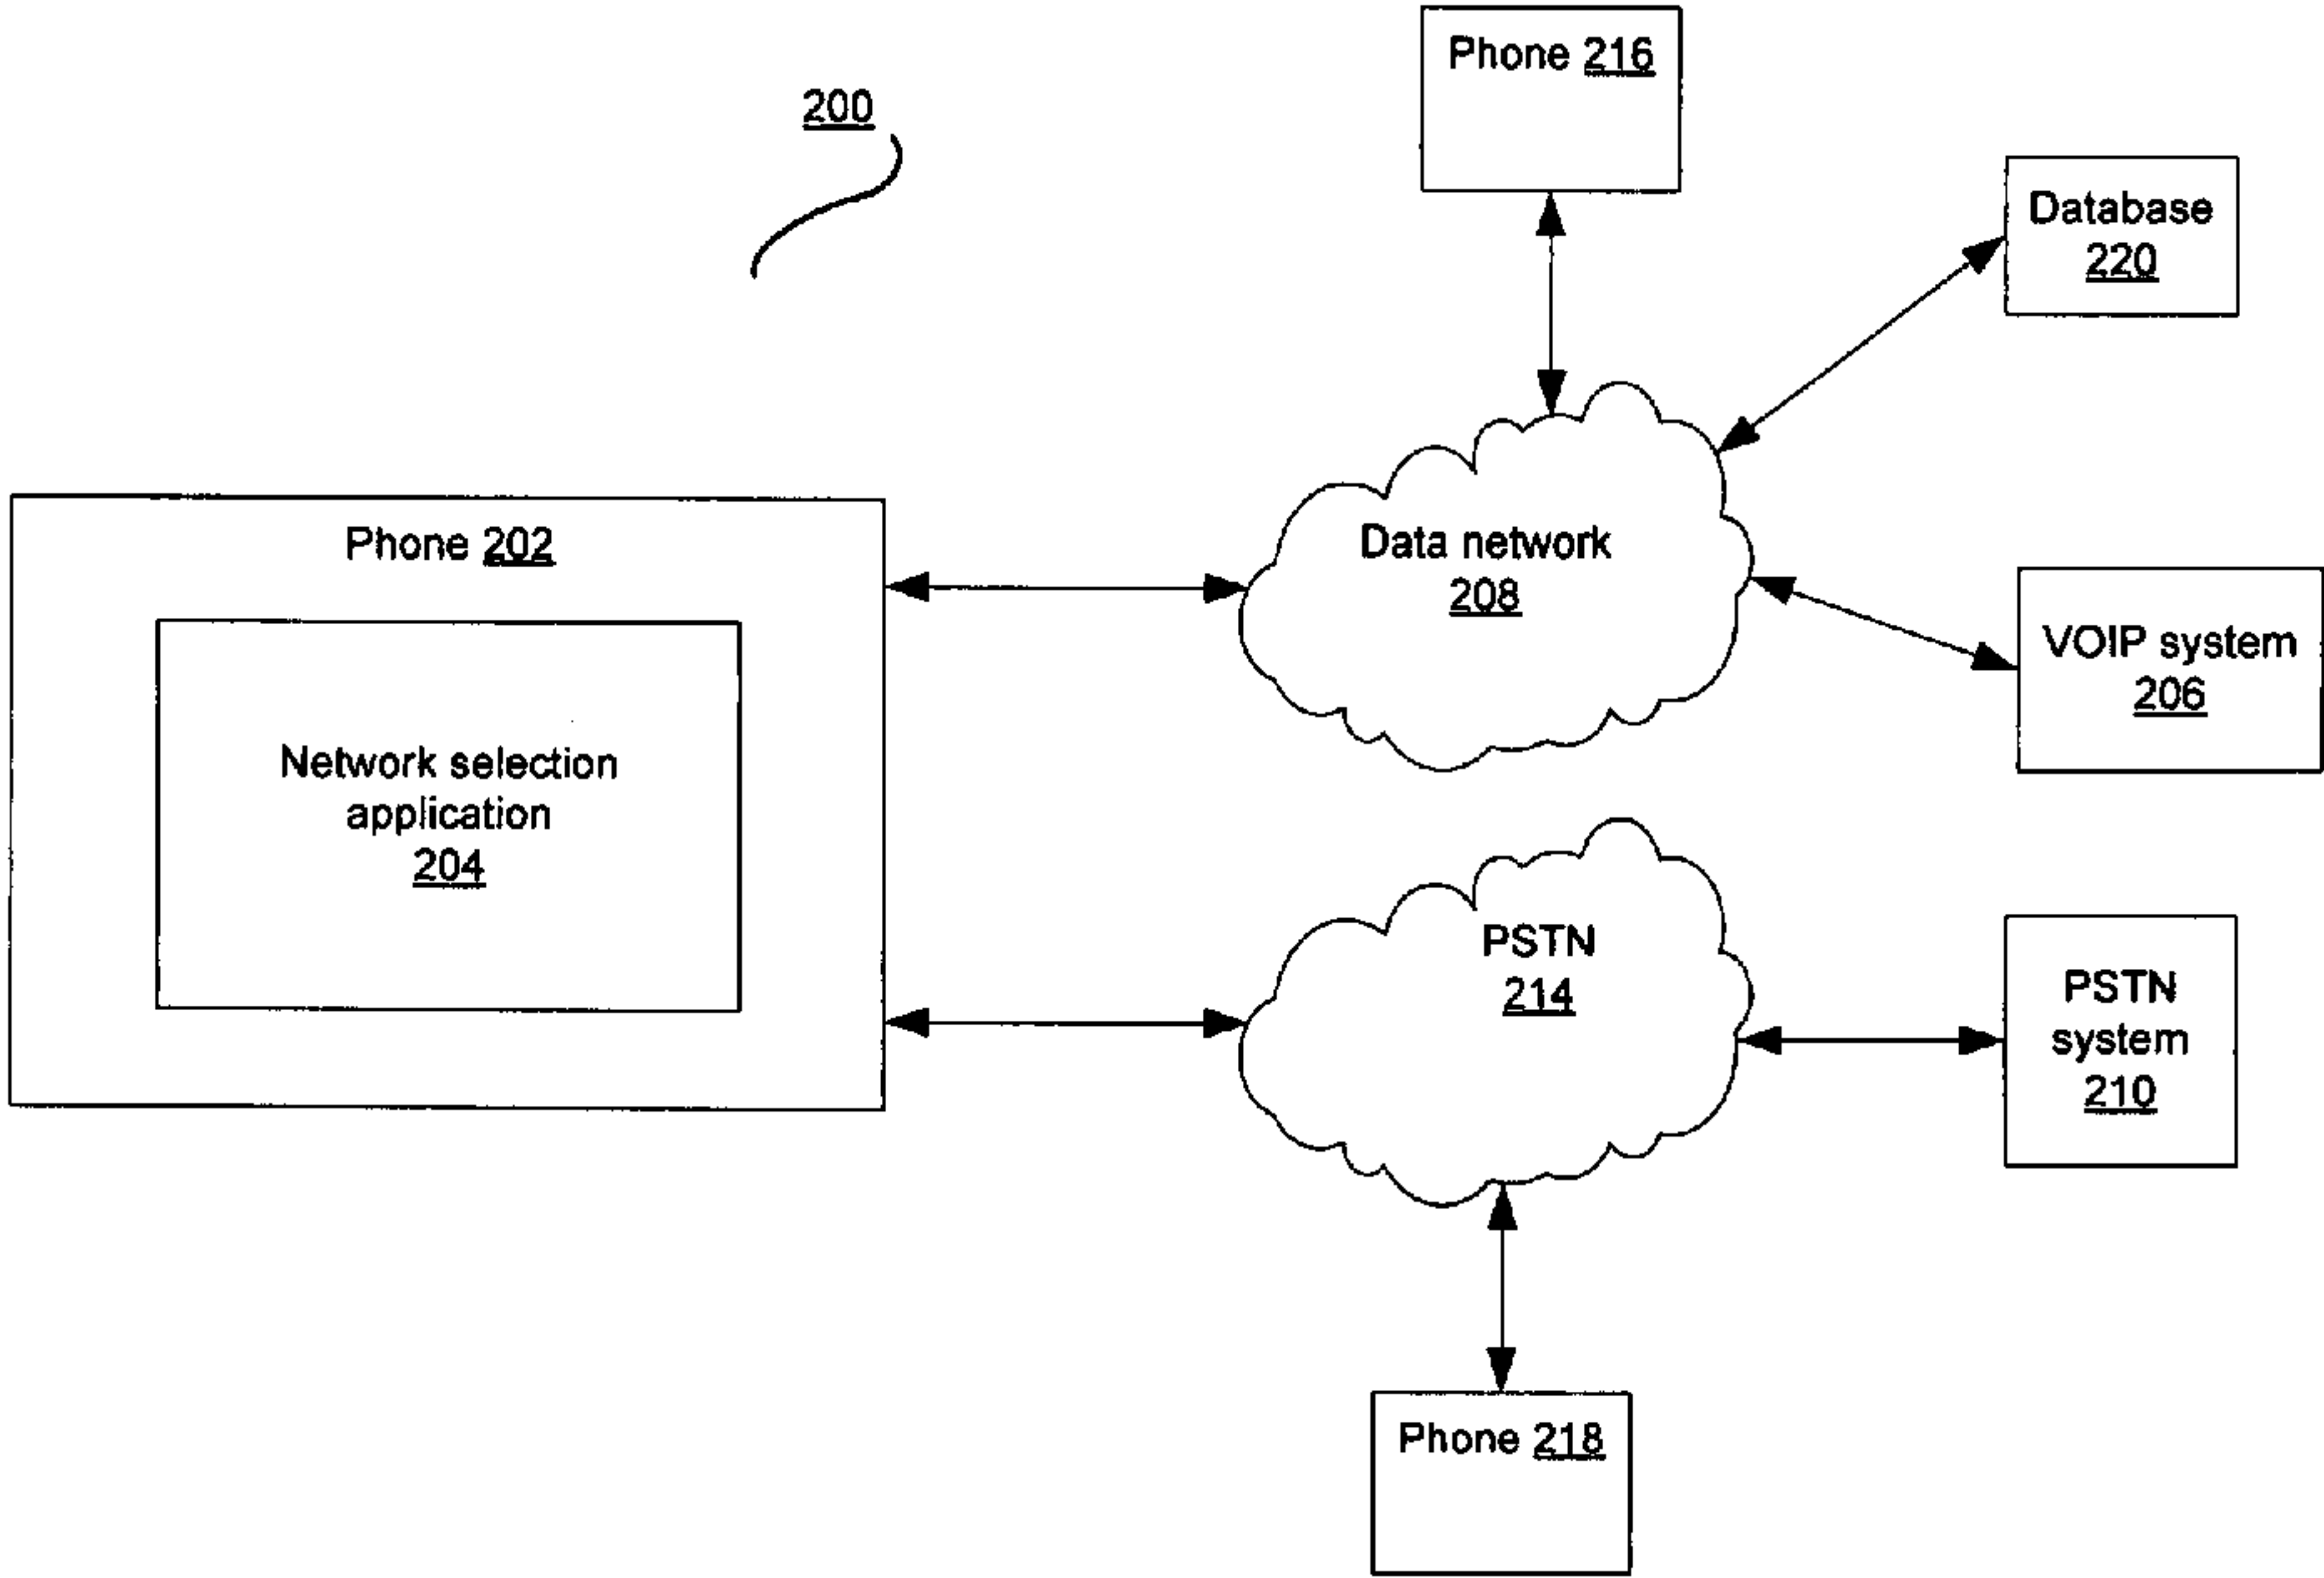 Phone 216
200
Database
220
Phone 202
Data network
208
VOIP system
206
Network selection
application
204
PSTN
214
PSTN
system
210
Phone 218